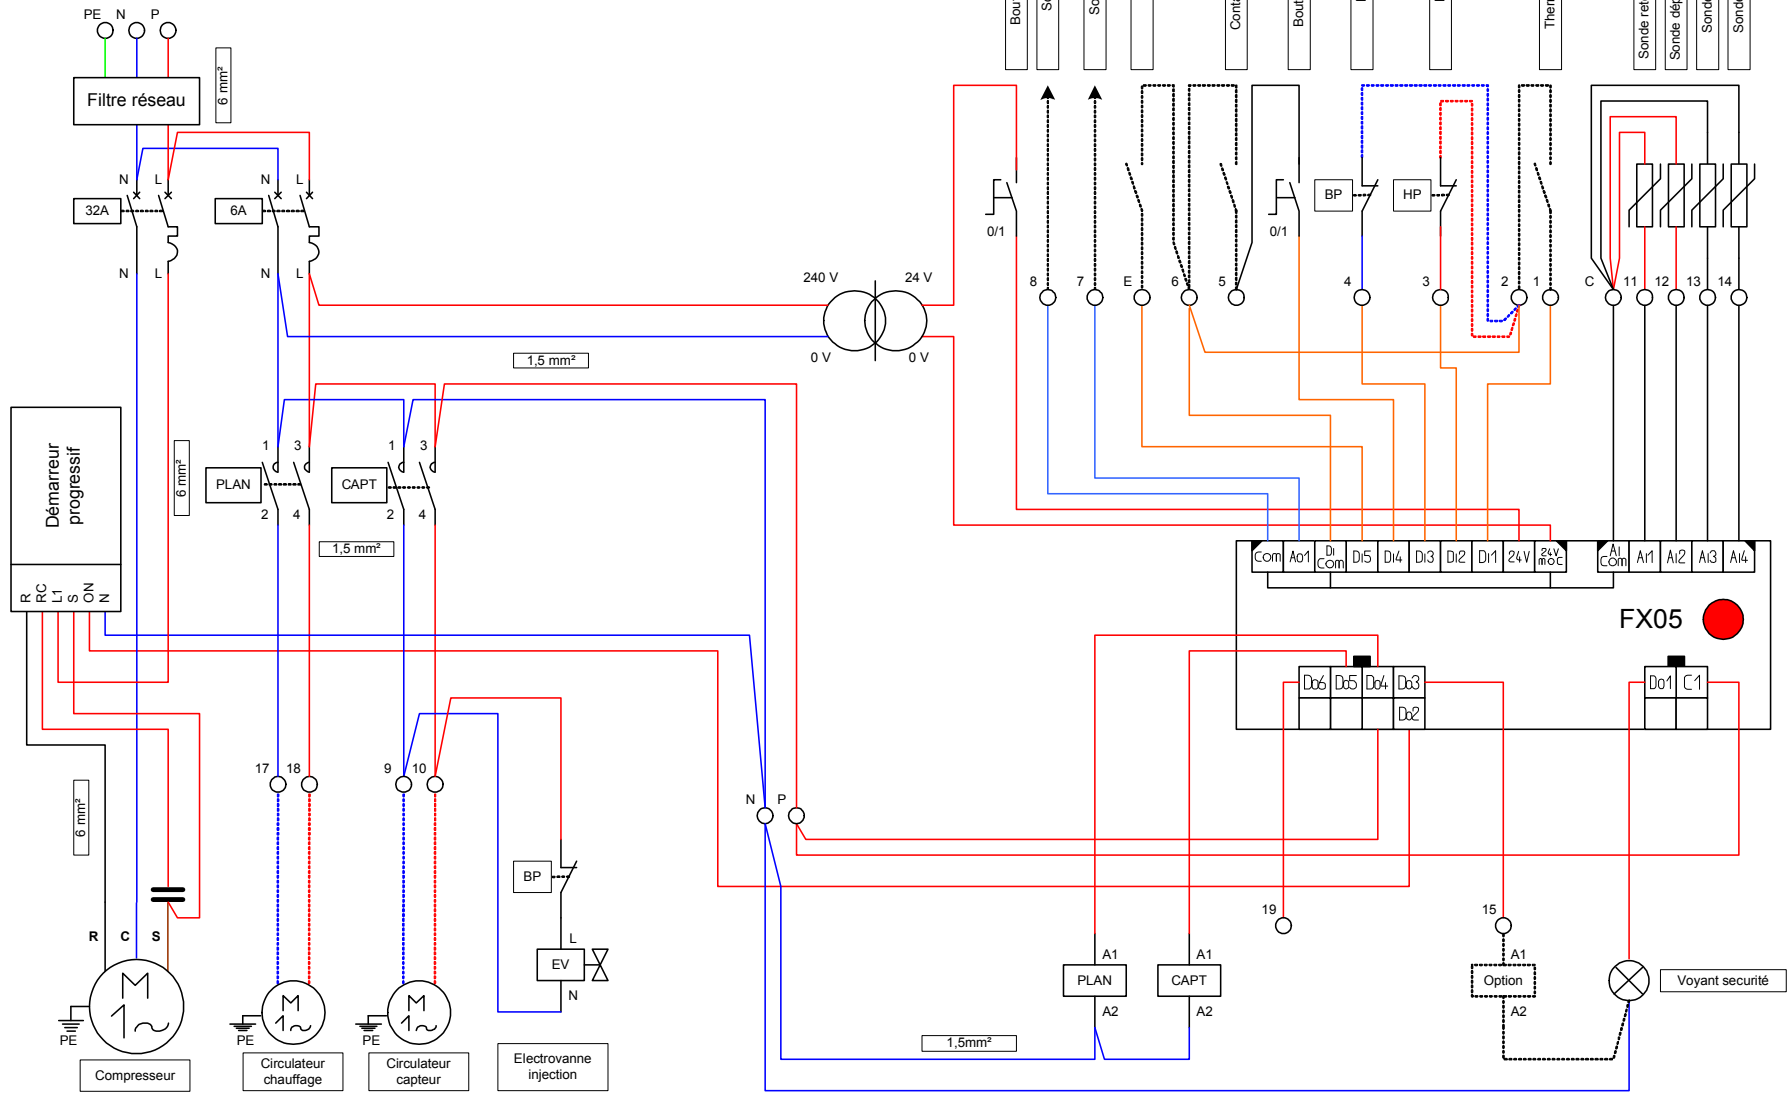 PE N P
Filtre réseau
6 mm²
N L N L
32A
6A
N L N L
240 V
24 V
0 V
0 V
1,5 mm²
Démarreur
progressif
R RC L1 S ON N
6 mm²
1 3
PLAN
2 4
1 3
CAPT
2 4
1,5 mm²
17 18
9 10
6 mm²
R C S
M
1~
PE
Compresseur
M
1~
PE
Circulateur
chauffage
M
1~
PE
Circulateur
capteur
BP
L
EV
N
Electrovanne
injection
N P
Sonde
Sonde
0/1
0/1
BP
HP
8 7 E 6 5 4 3 2 1 C 11 12 13 14
Com Ao1 Di Com Di5 Di4 Di3 Di2 Di1 24V 24V moc
AI Com Ai1 Ai2 Ai3 Ai4
FX05
Do6 Do5 Do4 Do3
Do2
Do1 C1
19
15
A1
PLAN
A2
A1
CAPT
A2
A1
Option
A2
Voyant securité
1,5mm²